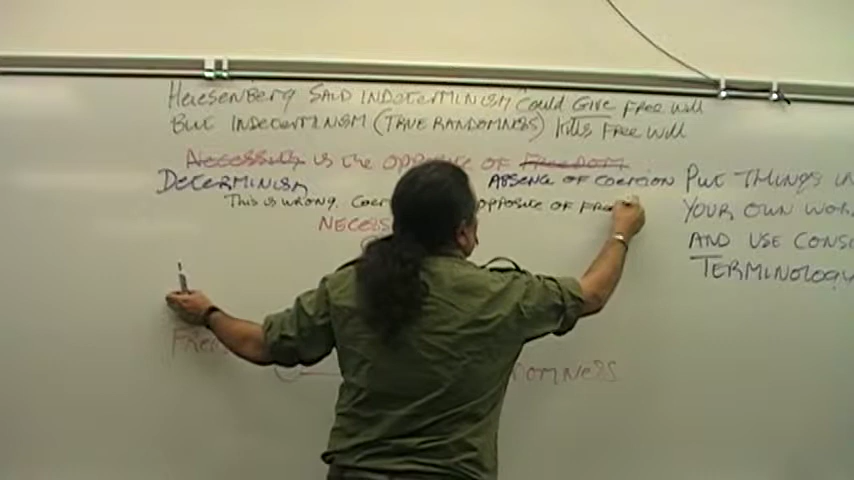 Heisenberg SAID INDETERMINISM Could Give free will
But INDETERMINISM (TRUE RANDOMNESS) kills Free Will
Necessity is the opposite of Freedom
DETERMINISM ABSENCE OF COERCION
This is wrong. Coer opposite of Free
NECESS
PUT THINGS IN
YOUR OWN WOR
AND USE CONSI
TERMINOLOGY
Free
DOMNESS